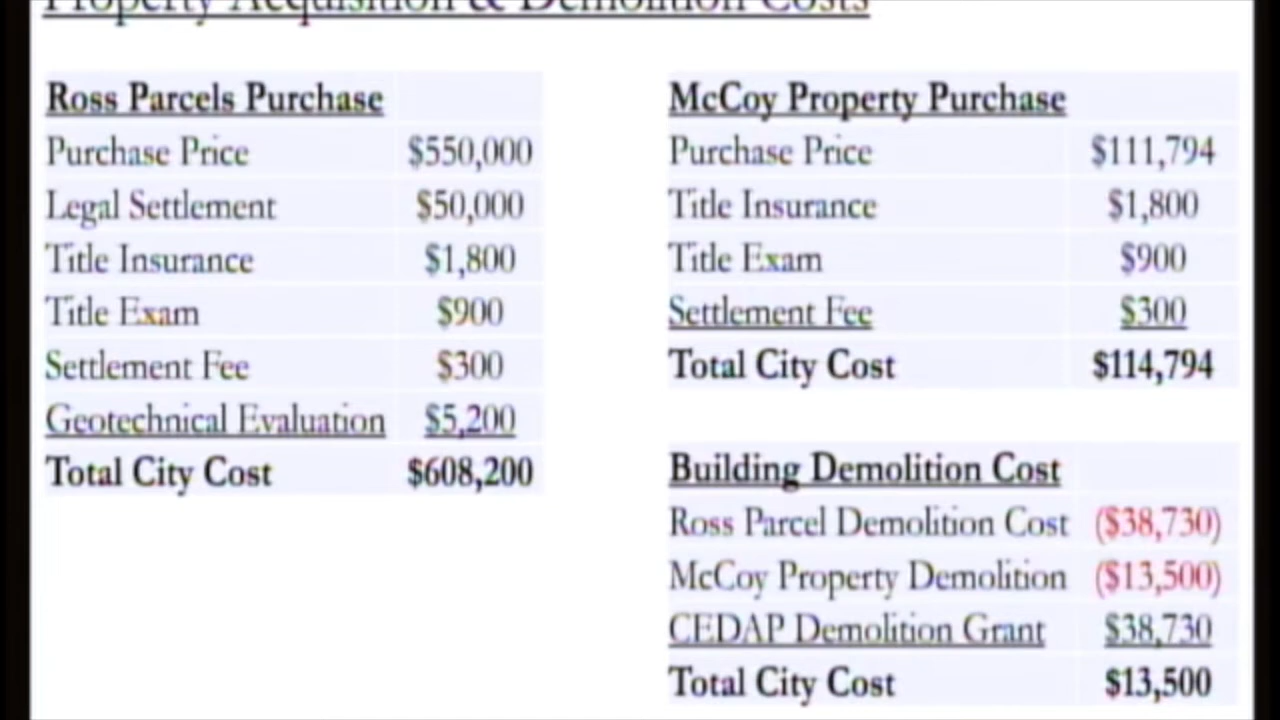 Property Acquisition & Demolition Costs
Ross Parcels Purchase
Purchase Price $550,000
Legal Settlement $50,000
Title Insurance $1,800
Title Exam $900
Settlement Fee $300
Geotechnical Evaluation $5,200
Total City Cost $608,200
McCoy Property Purchase
Purchase Price $111,794
Title Insurance $1,800
Title Exam $900
Settlement Fee $300
Total City Cost $114,794
Building Demolition Cost
Ross Parcel Demolition Cost ($38,730)
McCoy Property Demolition ($13,500)
CEDAP Demolition Grant $38,730
Total City Cost $13,500